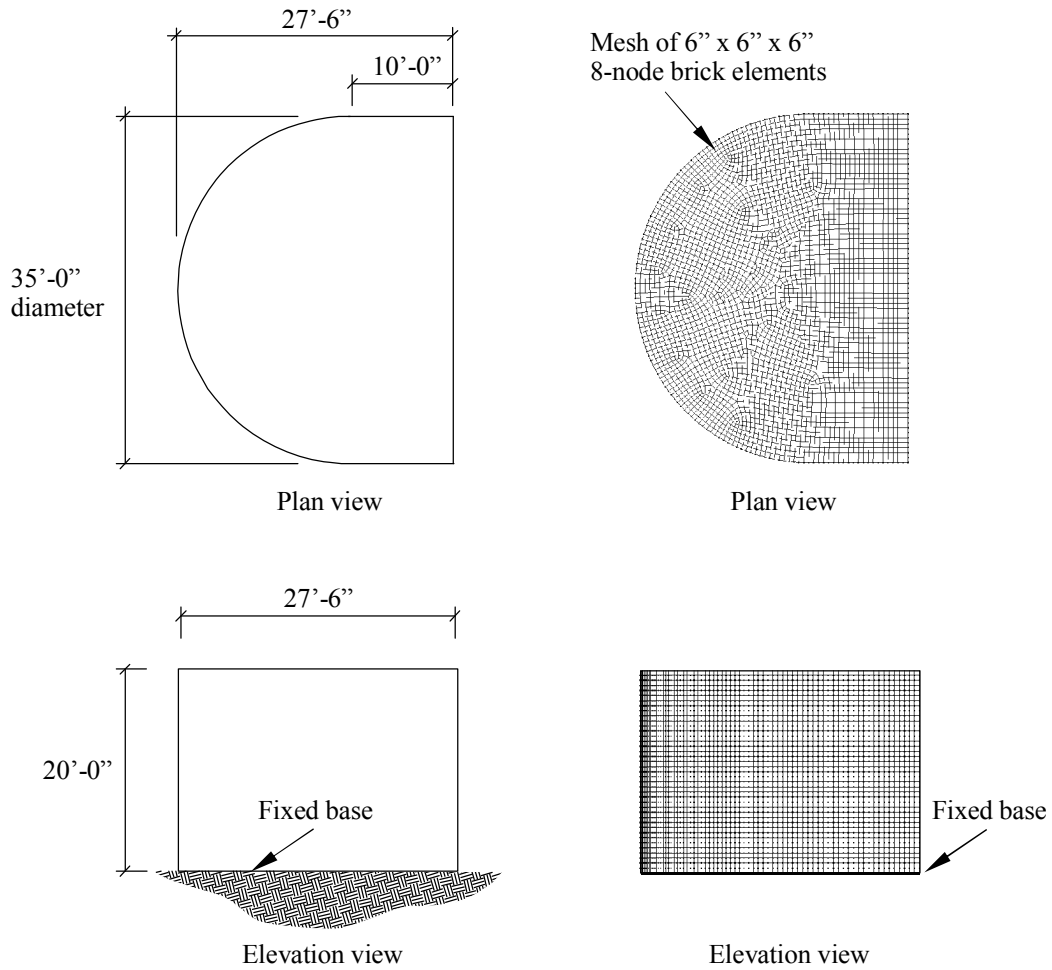 27’-6”
10’-0”
35’-0”
diameter
Plan view
Mesh of 6” x 6” x 6”
8-node brick elements
Plan view
27’-6”
20’-0”
Fixed base
Elevation view
Fixed base
Elevation view